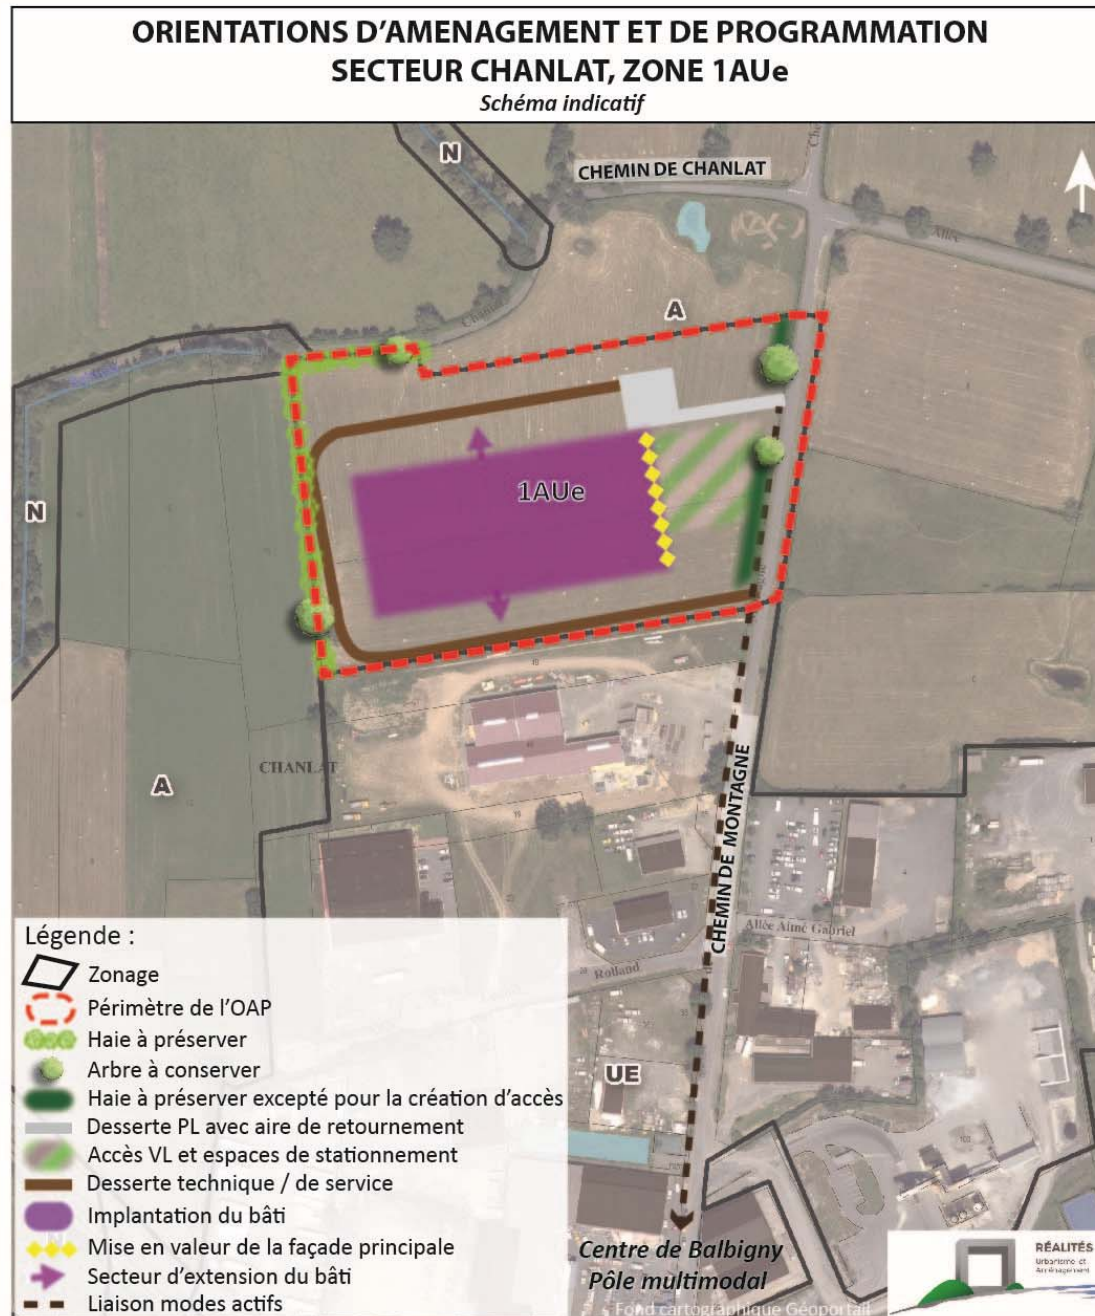 ORIENTATIONS D'AMENAGEMENT ET DE PROGRAMMATION
SECTEUR CHANLAT, ZONE 1AUe
Schéma indicatif
N
CHEMIN DE CHANLAT
Allée
A
1AUe
N
CHANLAT
A
CHEMIN DE MONTAGNE
Allée Aimé Gabriel
Rolland
UE
Légende :
Zonage
Périmètre de l'OAP
Haie à préserver
Arbre à conserver
Haie à préserver excepté pour la création d'accès
Desserte PL avec aire de retournement
Accès VL et espaces de stationnement
Desserte technique / de service
Implantation du bâti
Mise en valeur de la façade principale
Secteur d'extension du bâti
Liaison modes actifs
Centre de Balbigny
Pôle multimodal
Fond cartographique Géoportail
RÉALITÉS
Urbanisme et
Aménagement